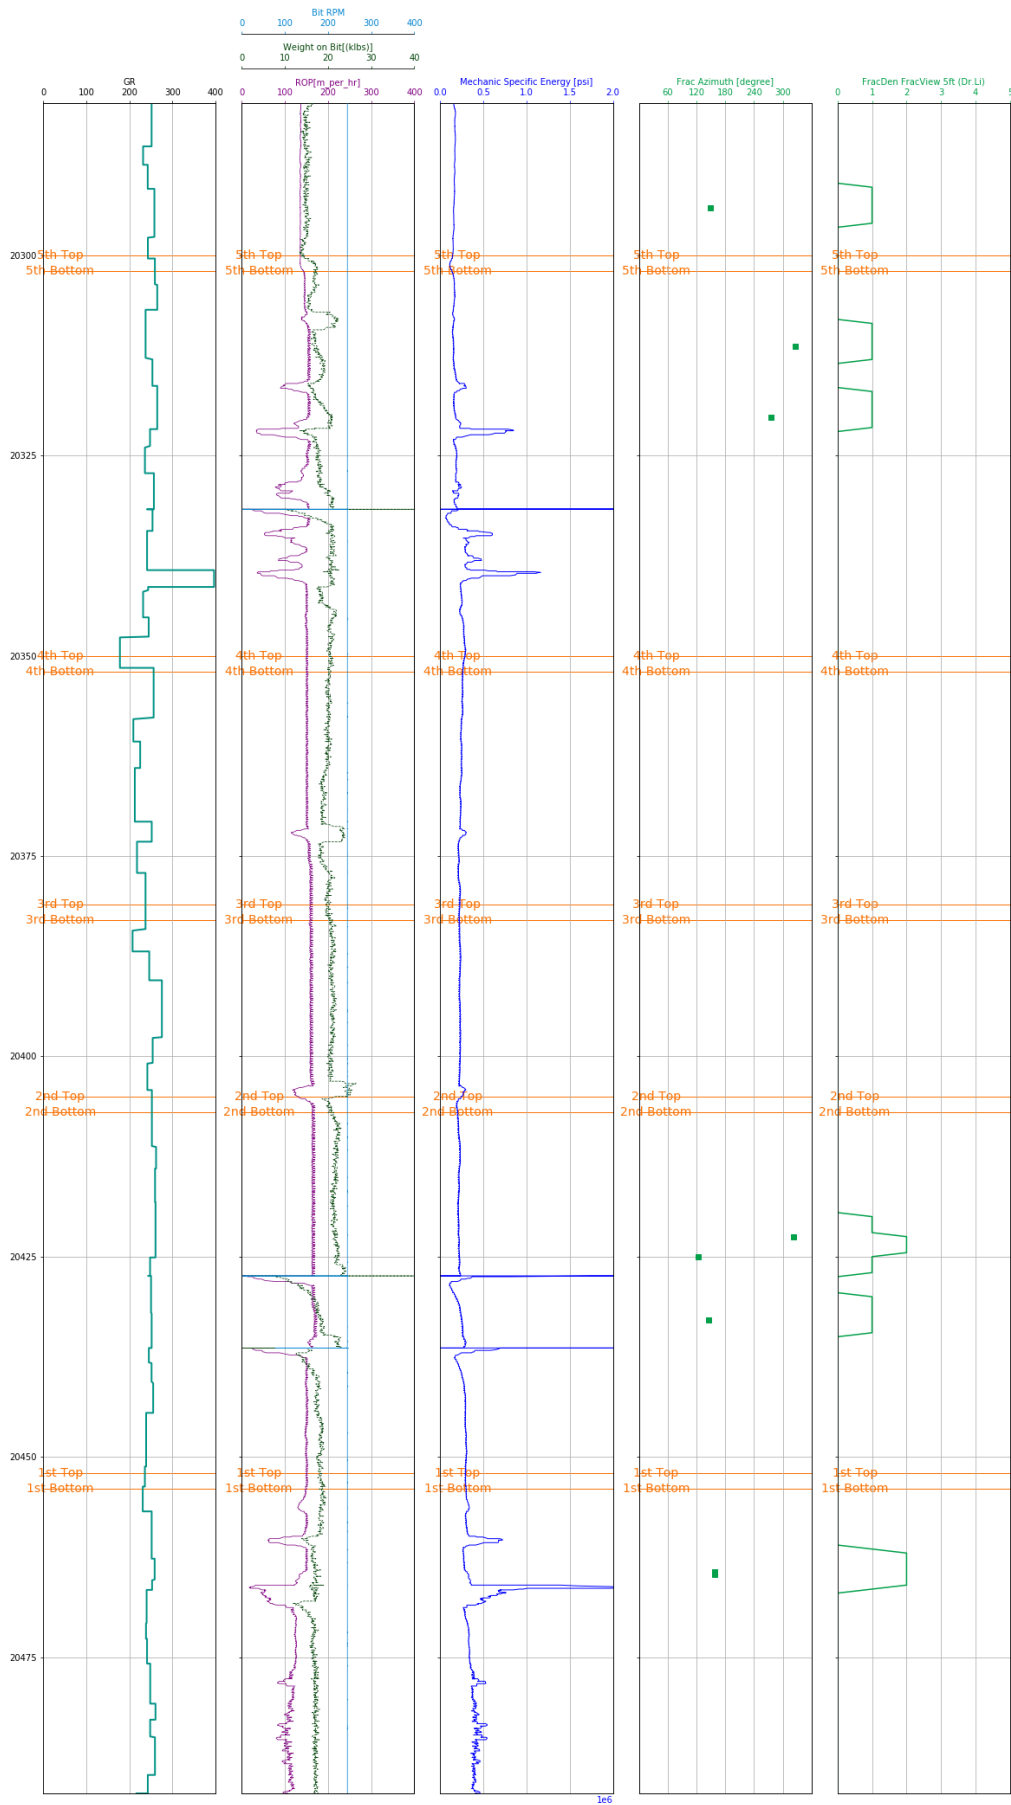 Bit RPM
0 100 200 300 400
Weight on Bit[(klbs)]
0 10 20 30 40
GR ROP[m_per_hr] Mechanic Specific Energy [psi] Frac Azimuth [degree] FracDen FracView 5ft (Dr.Li)
0 100 200 300 400 0 100 200 300 400 0.0 0.5 1.0 1.5 2.0 60 120 180 240 300 0 1 2 3 4 5
20300 5th Top 5th Top 5th Top 5th Top 5th Top
5th Bottom 5th Bottom 5th Bottom 5th Bottom 5th Bottom
20325
20350 4th Top 4th Top 4th Top 4th Top 4th Top
4th Bottom 4th Bottom 4th Bottom 4th Bottom 4th Bottom
20375
3rd Top 3rd Top 3rd Top 3rd Top 3rd Top
3rd Bottom 3rd Bottom 3rd Bottom 3rd Bottom 3rd Bottom
20400
2nd Top 2nd Top 2nd Top 2nd Top 2nd Top
2nd Bottom 2nd Bottom 2nd Bottom 2nd Bottom 2nd Bottom
20425
20450
1st Top 1st Top 1st Top 1st Top 1st Top
1st Bottom 1st Bottom 1st Bottom 1st Bottom 1st Bottom
20475
1e6